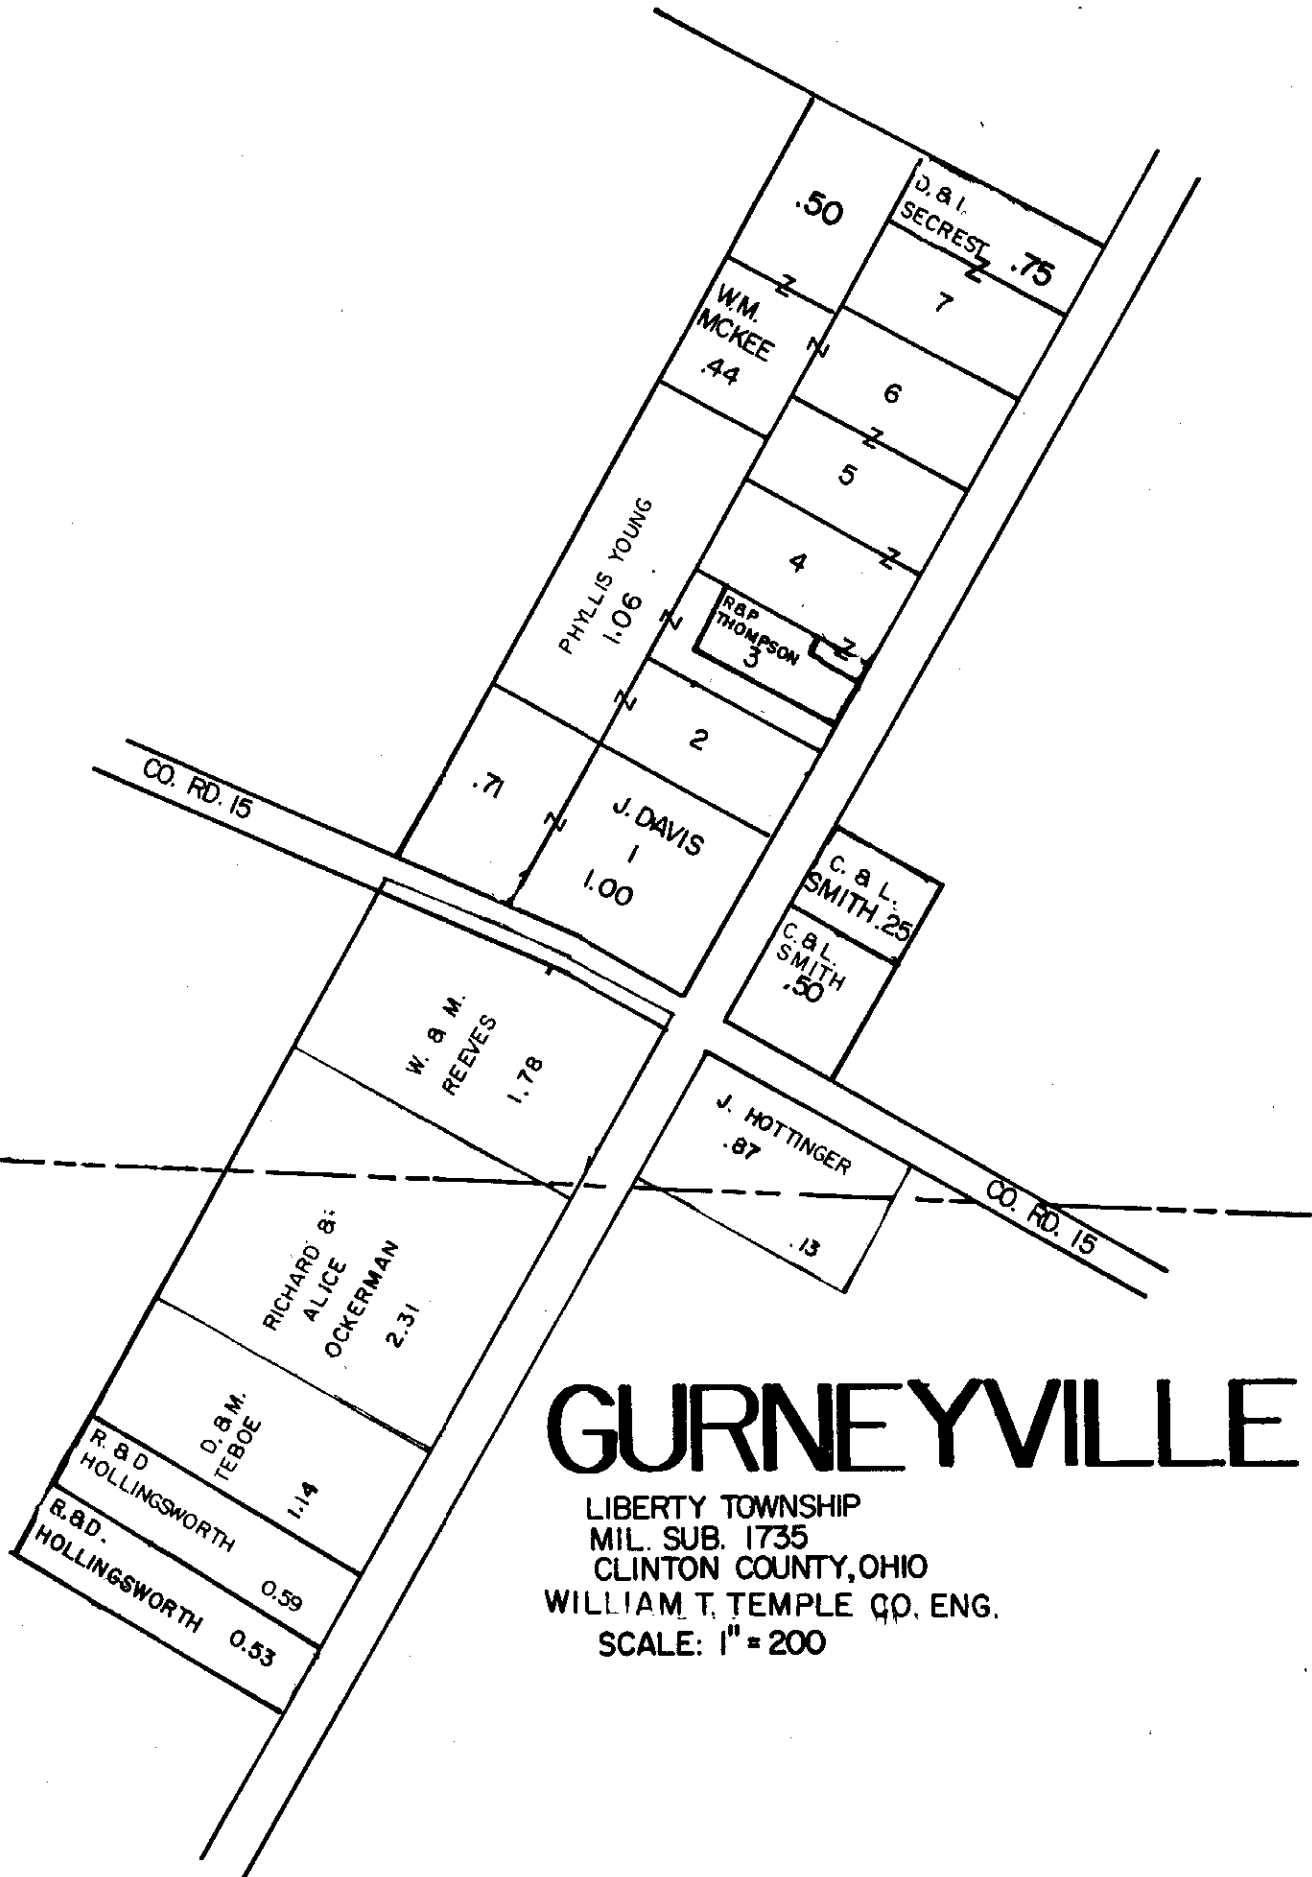 .50
D. & I.
SECREST .75
7
W.M.
MCKEE
.44
6
5
4
PHYLLIS YOUNG
1.06
R&P
THOMPSON
3
2
.71
J. DAVIS
1
1.00
CO. RD. 15
C. & L.
SMITH .25
C. & L.
SMITH
.50
W. & M.
REEVES
1.78
J. HOTTINGER
.87
.13
CO. RD. 15
RICHARD &
ALICE
OCKERMAN
2.31
D. & M.
TEBOE
1.14
R. & D
HOLLINGSWORTH
0.59
R. & D.
HOLLINGSWORTH 0.53
GURNEYVILLE
LIBERTY TOWNSHIP
MIL. SUB. 1735
CLINTON COUNTY, OHIO
WILLIAM T. TEMPLE CO. ENG.
SCALE: 1" = 200